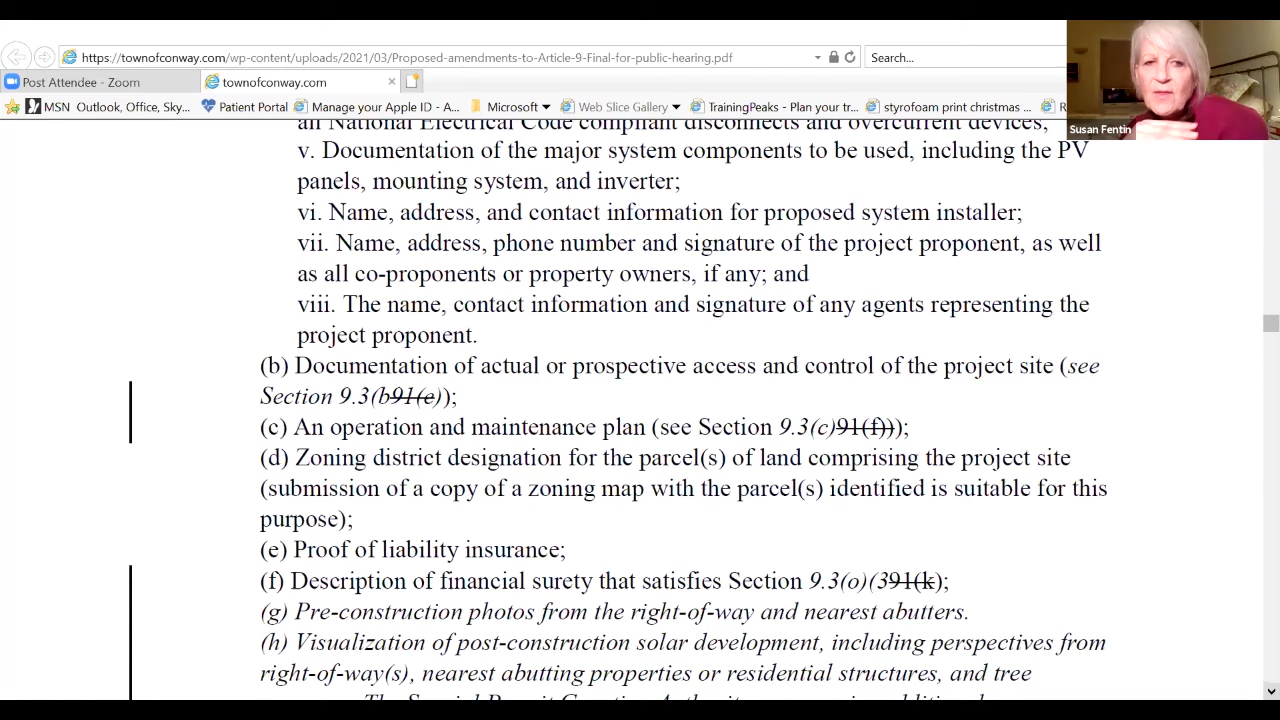 https://townofconway.com/wp-content/uploads/2021/03/Proposed-amendments-to-Article-9-Final-for-public-hearing.pdf
Search...
Post Attendee - Zoom
townofconway.com
MSN
Outlook, Office, Sky...
Patient Portal
Manage your Apple ID - A...
Microsoft
Web Slice Gallery
TrainingPeaks - Plan your tr...
styrofoam print christmas ...
Susan Fentin
all National Electrical Code compliant disconnects and overcurrent devices;
v. Documentation of the major system components to be used, including the PV
panels, mounting system, and inverter;
vi. Name, address, and contact information for proposed system installer;
vii. Name, address, phone number and signature of the project proponent, as well
as all co-proponents or property owners, if any; and
viii. The name, contact information and signature of any agents representing the
project proponent.
(b) Documentation of actual or prospective access and control of the project site (see
Section 9.3(b91(e));
(c) An operation and maintenance plan (see Section 9.3(c)91(f)));
(d) Zoning district designation for the parcel(s) of land comprising the project site
(submission of a copy of a zoning map with the parcel(s) identified is suitable for this
purpose);
(e) Proof of liability insurance;
(f) Description of financial surety that satisfies Section 9.3(o)(391(k);
(g) Pre-construction photos from the right-of-way and nearest abutters.
(h) Visualization of post-construction solar development, including perspectives from
right-of-way(s), nearest abutting properties or residential structures, and tree
The Special Permit Granting Authority may require additional